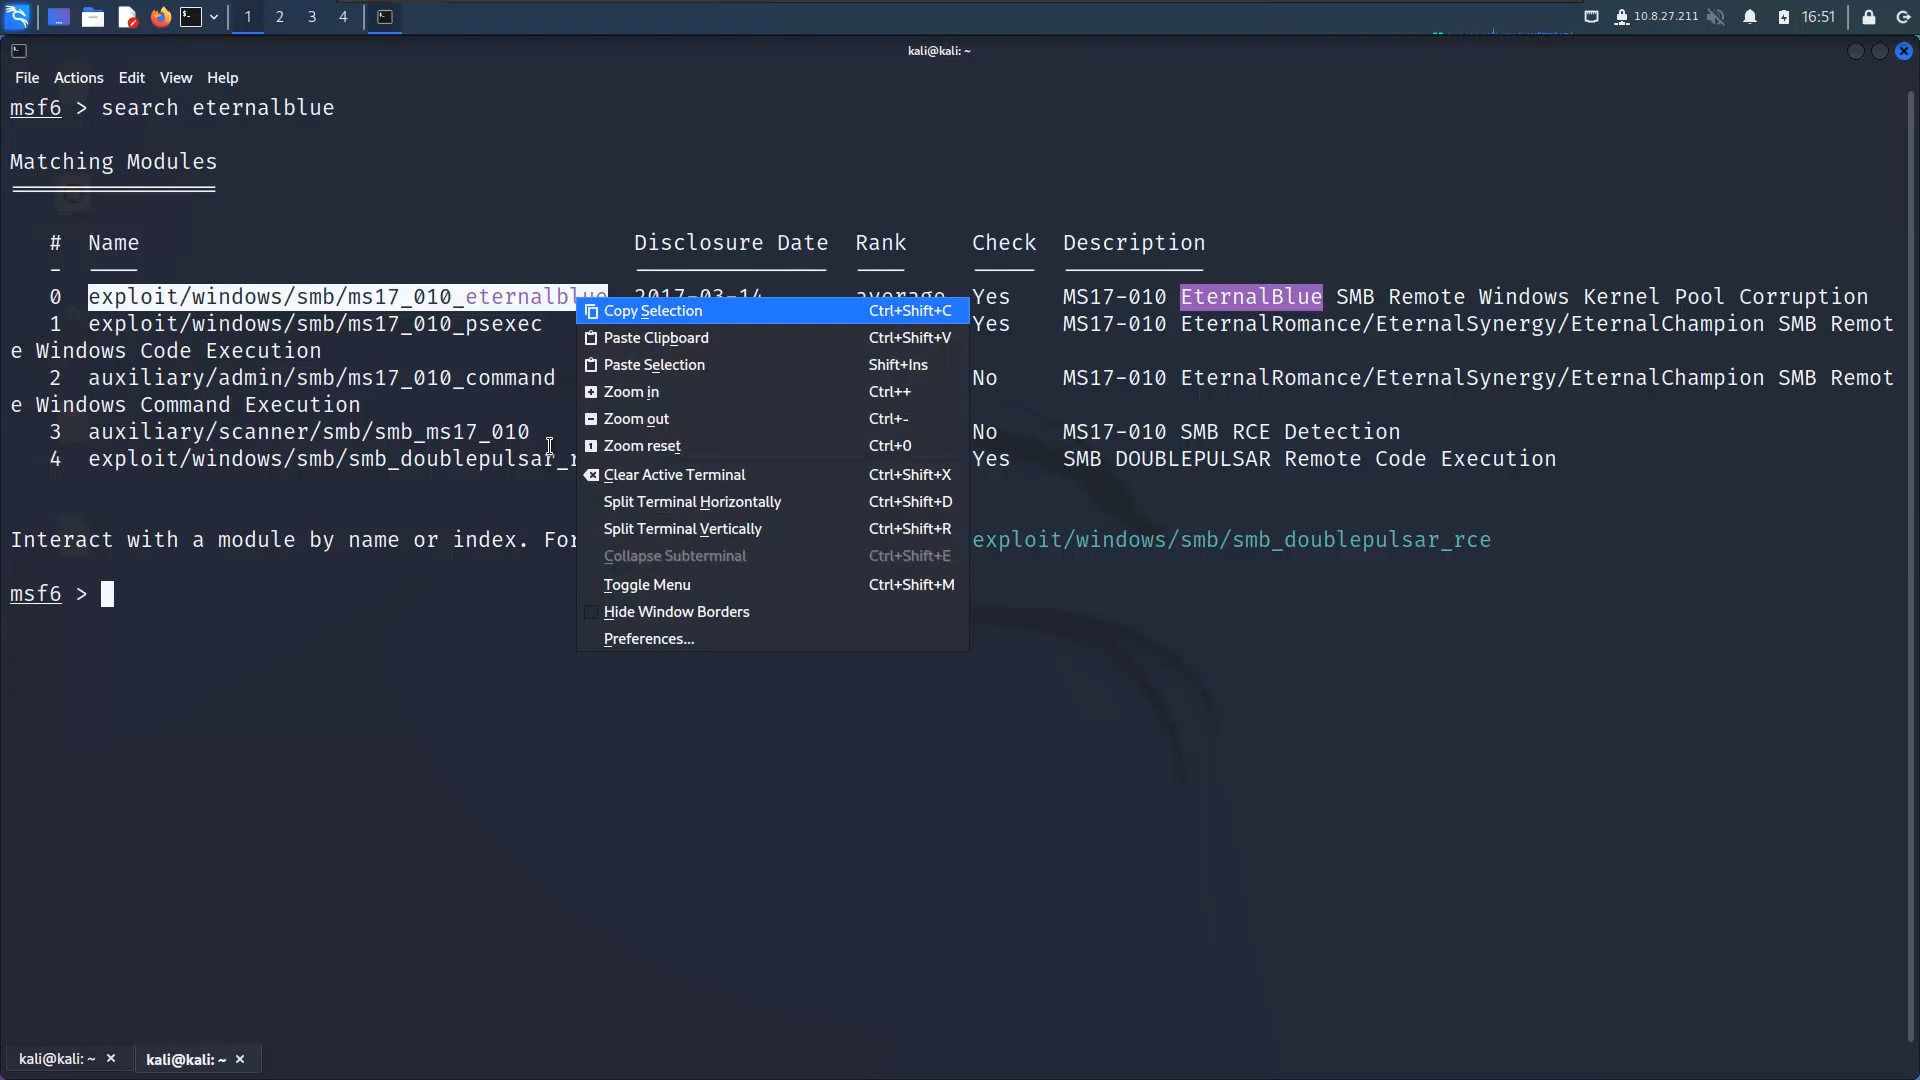 1 2 3 4 10.8.27.211 16:51
kali@kali: ~
File Actions Edit View Help
msf6 > search eternalblue
Matching Modules
# Name Disclosure Date Rank Check Description
0 exploit/windows/smb/ms17_010_eternalblue 2017-03-14 average Yes MS17-010 EternalBlue SMB Remote Windows Kernel Pool Corruption
1 exploit/windows/smb/ms17_010_psexec Yes MS17-010 EternalRomance/EternalSynergy/EternalChampion SMB Remot
e Windows Code Execution
2 auxiliary/admin/smb/ms17_010_command No MS17-010 EternalRomance/EternalSynergy/EternalChampion SMB Remot
e Windows Command Execution
3 auxiliary/scanner/smb/smb_ms17_010 No MS17-010 SMB RCE Detection
4 exploit/windows/smb/smb_doublepulsar_r Yes SMB DOUBLEPULSAR Remote Code Execution
Interact with a module by name or index. For exploit/windows/smb/smb_doublepulsar_rce
msf6 >
Copy Selection Ctrl+Shift+C
Paste Clipboard Ctrl+Shift+V
Paste Selection Shift+Ins
Zoom in Ctrl++
Zoom out Ctrl+-
Zoom reset Ctrl+0
Clear Active Terminal Ctrl+Shift+X
Split Terminal Horizontally Ctrl+Shift+D
Split Terminal Vertically Ctrl+Shift+R
Collapse Subterminal Ctrl+Shift+E
Toggle Menu Ctrl+Shift+M
Hide Window Borders
Preferences...
kali@kali: ~ kali@kali: ~